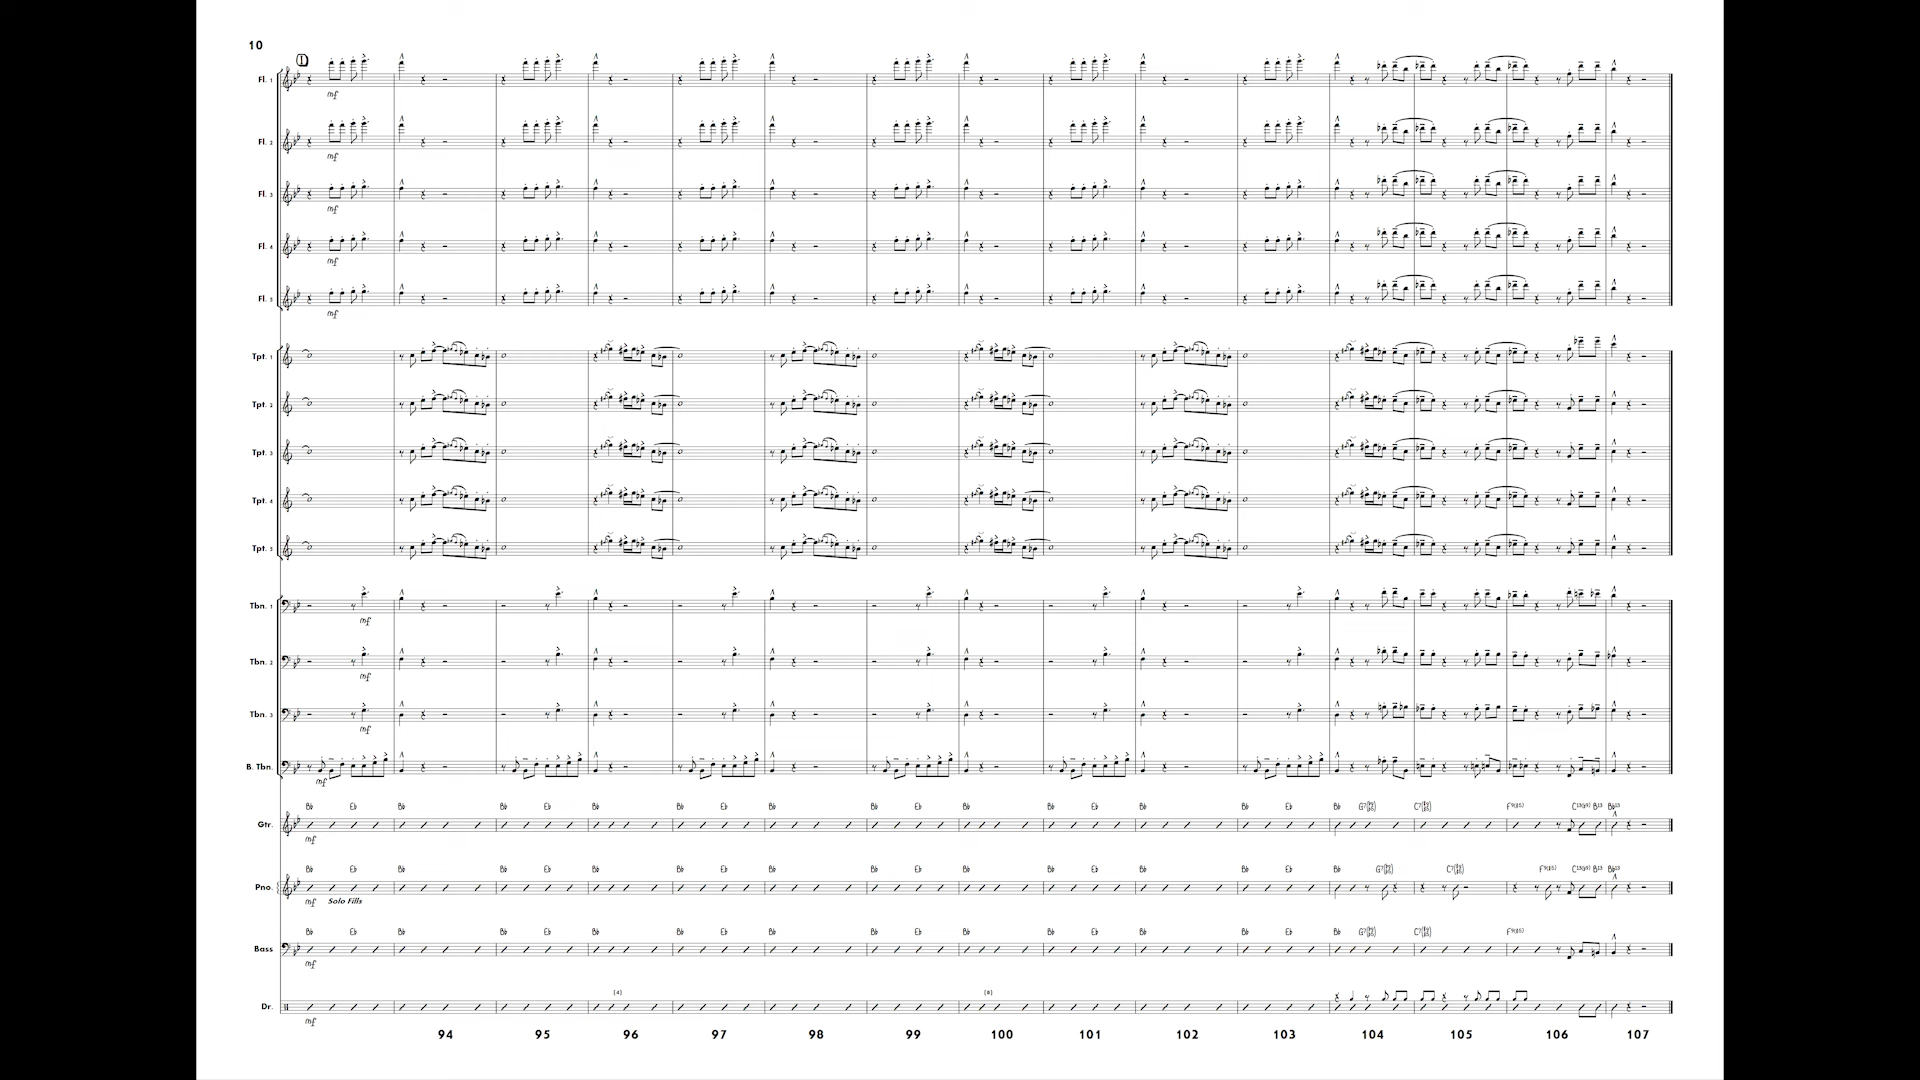 10
I
Fl. 1
mf
Fl. 2
mf
Fl. 3
mf
Fl. 4
mf
Fl. 5
mf
Tpt. 1
Tpt. 2
Tpt. 3
Tpt. 4
Tpt. 5
Tbn. 1
mf
Tbn. 2
mf
Tbn. 3
mf
B. Tbn.
mf
B♭ E♭ B♭ B♭ E♭ B♭ B♭ E♭ B♭ B♭ E♭ B♭ B♭ E♭ B♭ B♭ E♭ B♭
Gtr.
mf
B♭ E♭ B♭ B♭ E♭ B♭ B♭ E♭ B♭ B♭ E♭ B♭ B♭ E♭ B♭ B♭ E♭ B♭
Pno.
mf Solo Fills
B♭ E♭ B♭ B♭ E♭ B♭ B♭ E♭ B♭ B♭ E♭ B♭ B♭ E♭ B♭ B♭ E♭ B♭
Bass
mf
(4) (8)
Dr.
mf
94 95 96 97 98 99 100 101 102 103 104 105 106 107